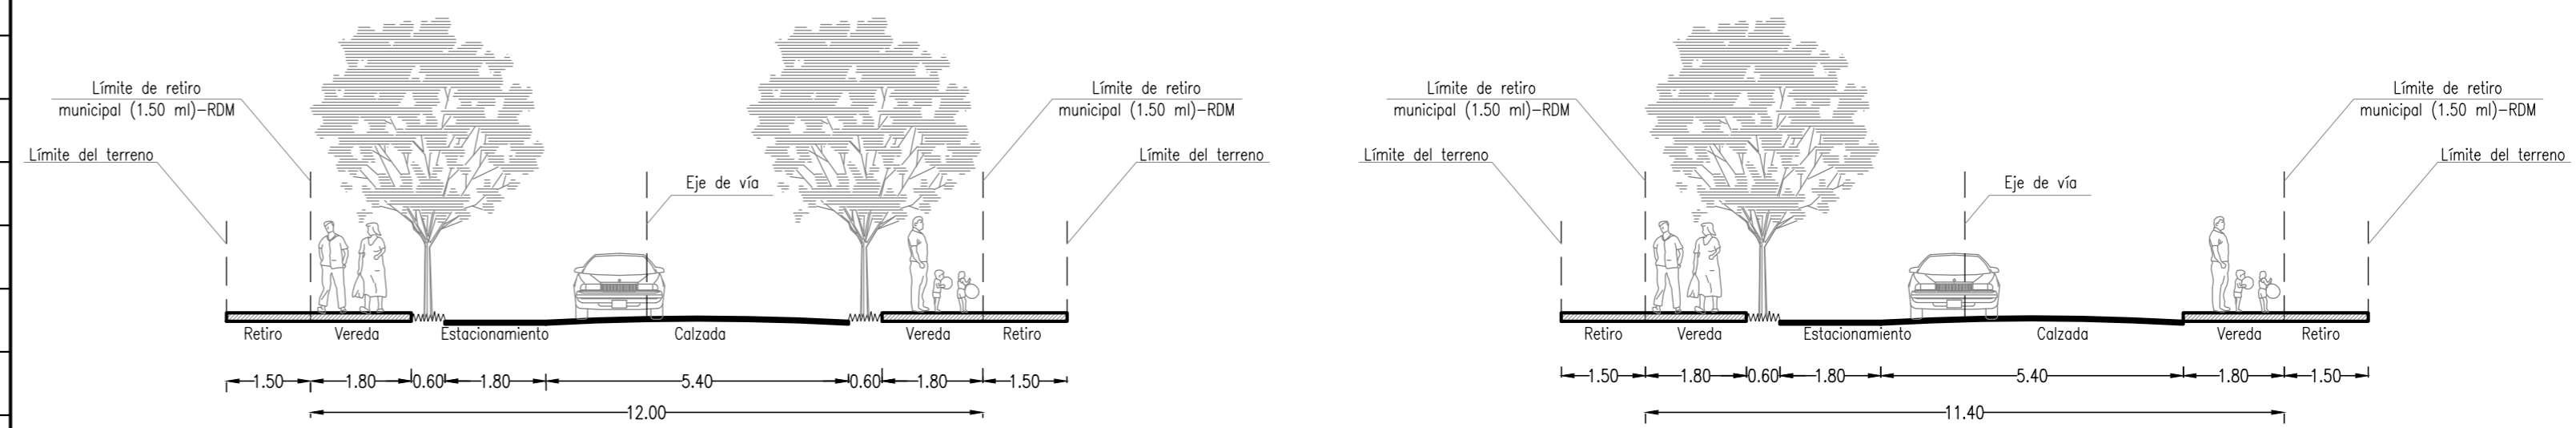 Límite de retiro
municipal (1.50 ml)-RDM
Límite del terreno
Eje de vía
Límite de retiro
municipal (1.50 ml)-RDM
Límite del terreno
Retiro
Vereda
Estacionamiento
Calzada
Vereda
Retiro
1.50
1.80
0.60
1.80
5.40
0.60
1.80
1.50
12.00
Límite de retiro
municipal (1.50 ml)-RDM
Límite del terreno
Eje de vía
Límite de retiro
municipal (1.50 ml)-RDM
Límite del terreno
Retiro
Vereda
Estacionamiento
Calzada
Vereda
Retiro
1.50
1.80
0.60
1.80
5.40
1.80
1.50
11.40